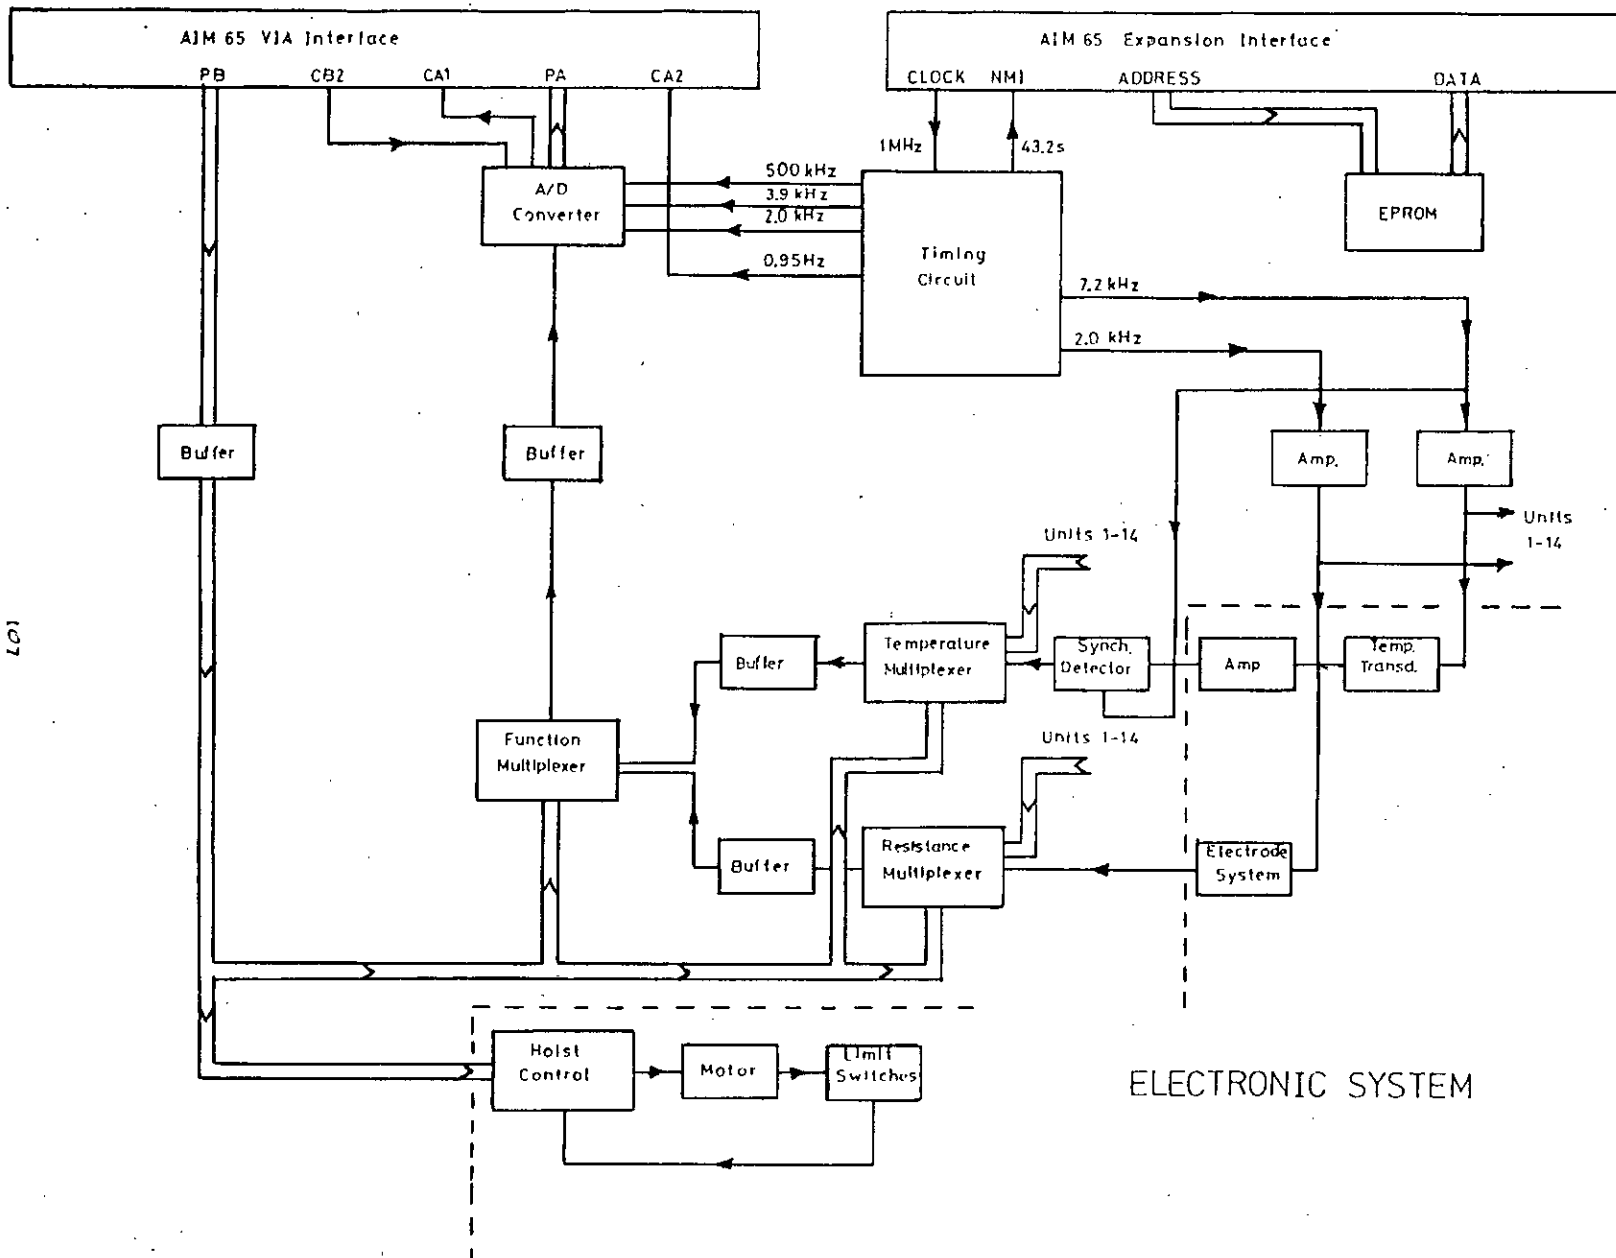 AIM 65 VIA Interface
PB CB2 CA1 PA CA2
AIM 65 Expansion Interface
CLOCK NMI ADDRESS DATA
1MHz
43.2s
A/D
Converter
500 kHz
3.9 kHz
2.0 kHz
0.95Hz
Timing
Circuit
EPROM
7.2 kHz
2.0 kHz
Buffer
Buffer
Amp.
Amp.
Units
1-14
Units 1-14
Temperature
Multiplexer
Buffer
Synch.
Detector
Amp
Temp.
Transd.
Function
Multiplexer
Units 1-14
Buffer
Resistance
Multiplexer
Electrode
System
Hoist
Control
Motor
Limit
Switches
ELECTRONIC SYSTEM
107